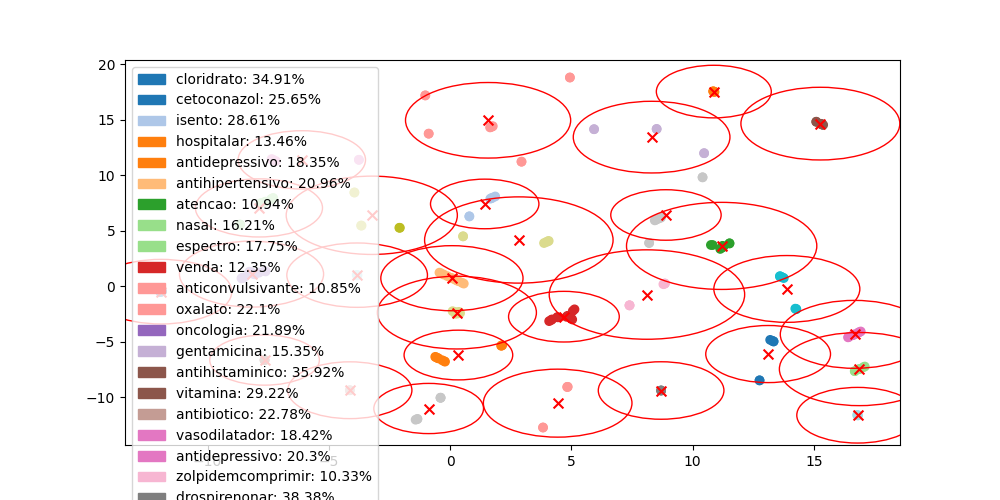 20
15
10
5
0
−5
−10
cloridrato: 34.91%
cetoconazol: 25.65%
isento: 28.61%
hospitalar: 13.46%
antidepressivo: 18.35%
antihipertensivo: 20.96%
atencao: 10.94%
nasal: 16.21%
espectro: 17.75%
venda: 12.35%
anticonvulsivante: 10.85%
oxalato: 22.1%
oncologia: 21.89%
gentamicina: 15.35%
antihistaminico: 35.92%
vitamina: 29.22%
antibiotico: 22.78%
vasodilatador: 18.42%
antidepressivo: 20.3%
zolpidemcomprimir: 10.33%
drospirenonar: 38.38%
0 5 10 15